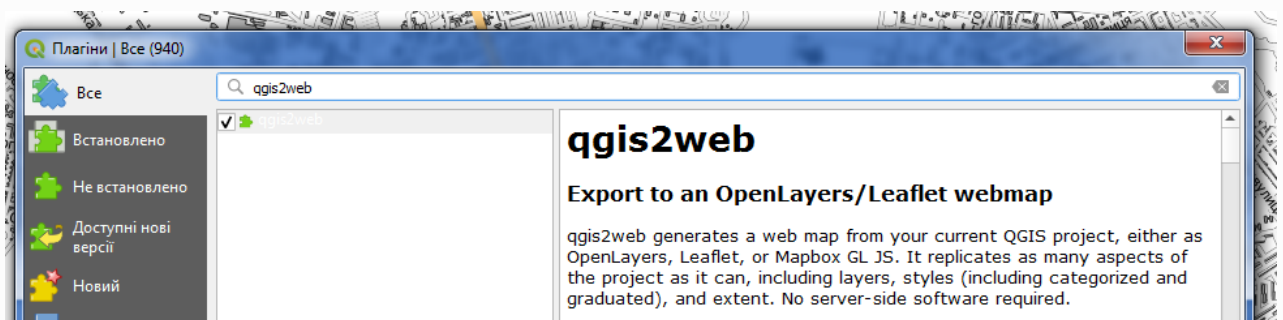 Плагіни | Все (940)
Все
qgis2web
qgis2web
Встановлено
Не встановлено
Доступні нові
версії
Новий
qgis2web
Export to an OpenLayers/Leaflet webmap
qgis2web generates a web map from your current QGIS project, either as
OpenLayers, Leaflet, or Mapbox GL JS. It replicates as many aspects of
the project as it can, including layers, styles (including categorized and
graduated), and extent. No server-side software required.